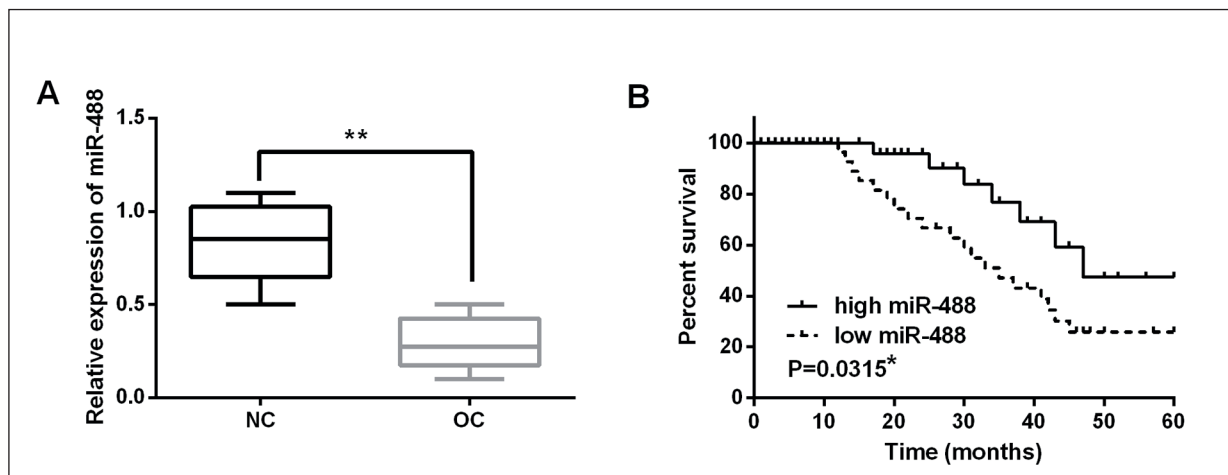 A
Relative expression of miR-488
1.5
1.0
0.5
0.0
**
NC
OC
B
Percent survival
100
80
60
40
20
0
high miR-488
low miR-488
P=0.0315*
0
10
20
30
40
50
60
Time (months)